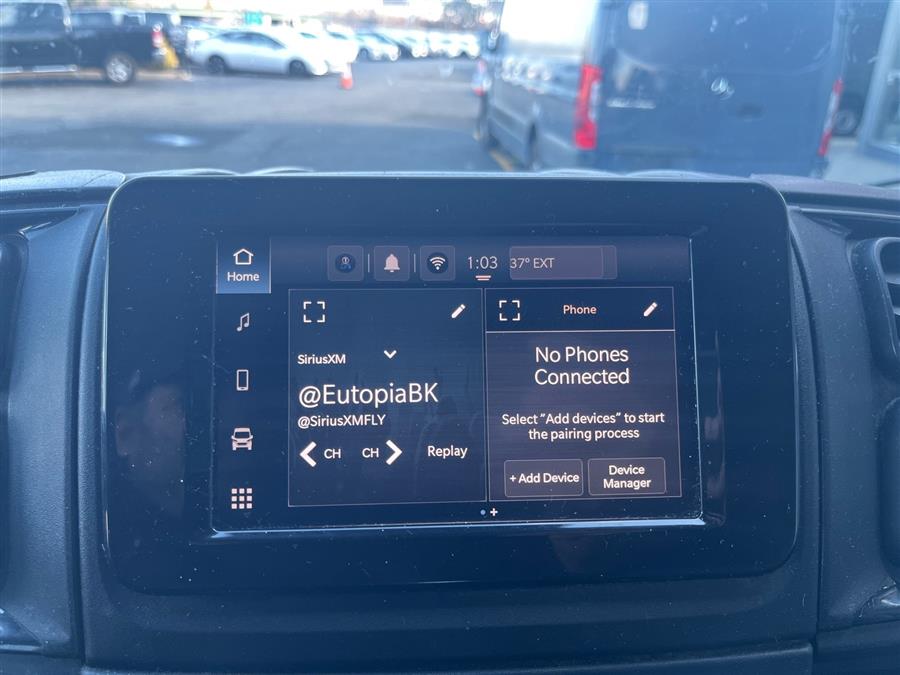 Home
1:03
37° EXT
SiriusXM
@EutopiaBK
@SiriusXMFLY
CH
CH
Replay
Phone
No Phones
Connected
Select "Add devices" to start
the pairing process
+ Add Device
Device
Manager